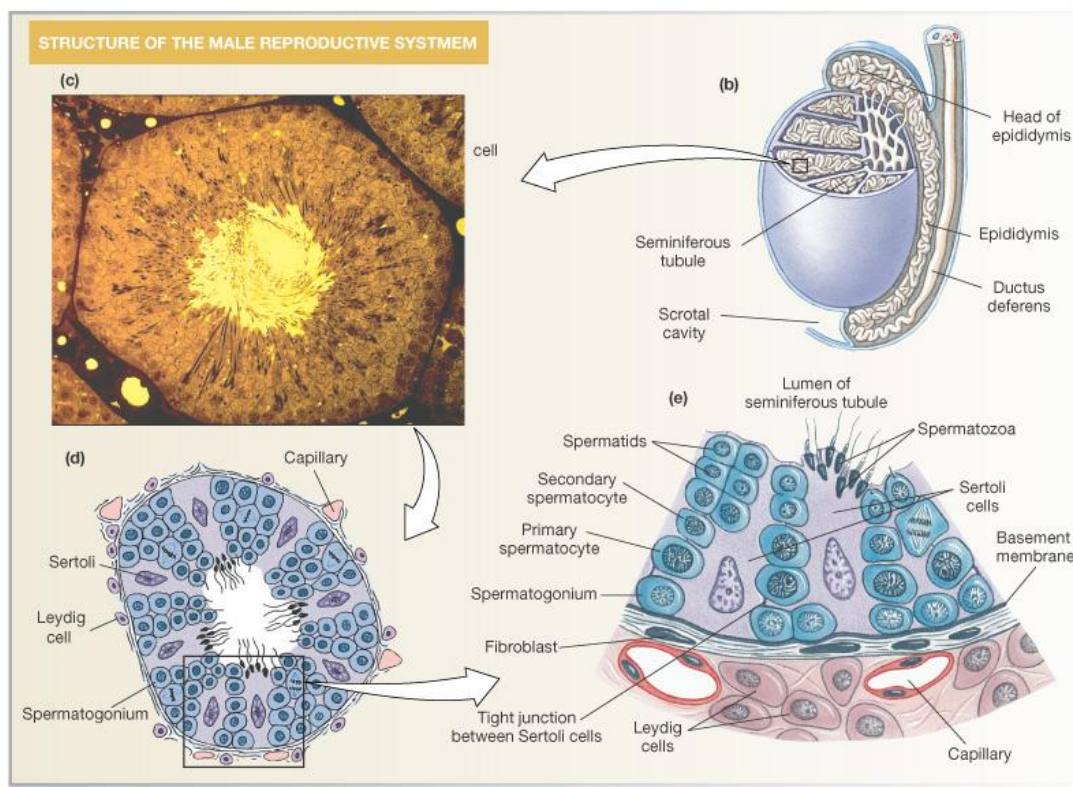 STRUCTURE OF THE MALE REPRODUCTIVE SYSTMEM
(c)
cell
(b)
Head of
epididymis
Seminiferous
tubule
Epididymis
Ductus
deferens
Scrotal
cavity
(d)
Capillary
Sertoli
Leydig
cell
Spermatogonium
(e)
Lumen of
seminiferous tubule
Spermatids
Spermatozoa
Secondary
spermatocyte
Sertoli
cells
Primary
spermatocyte
Basement
membrane
Spermatogonium
Fibroblast
Tight junction
between Sertoli cells
Leydig
cells
Capillary